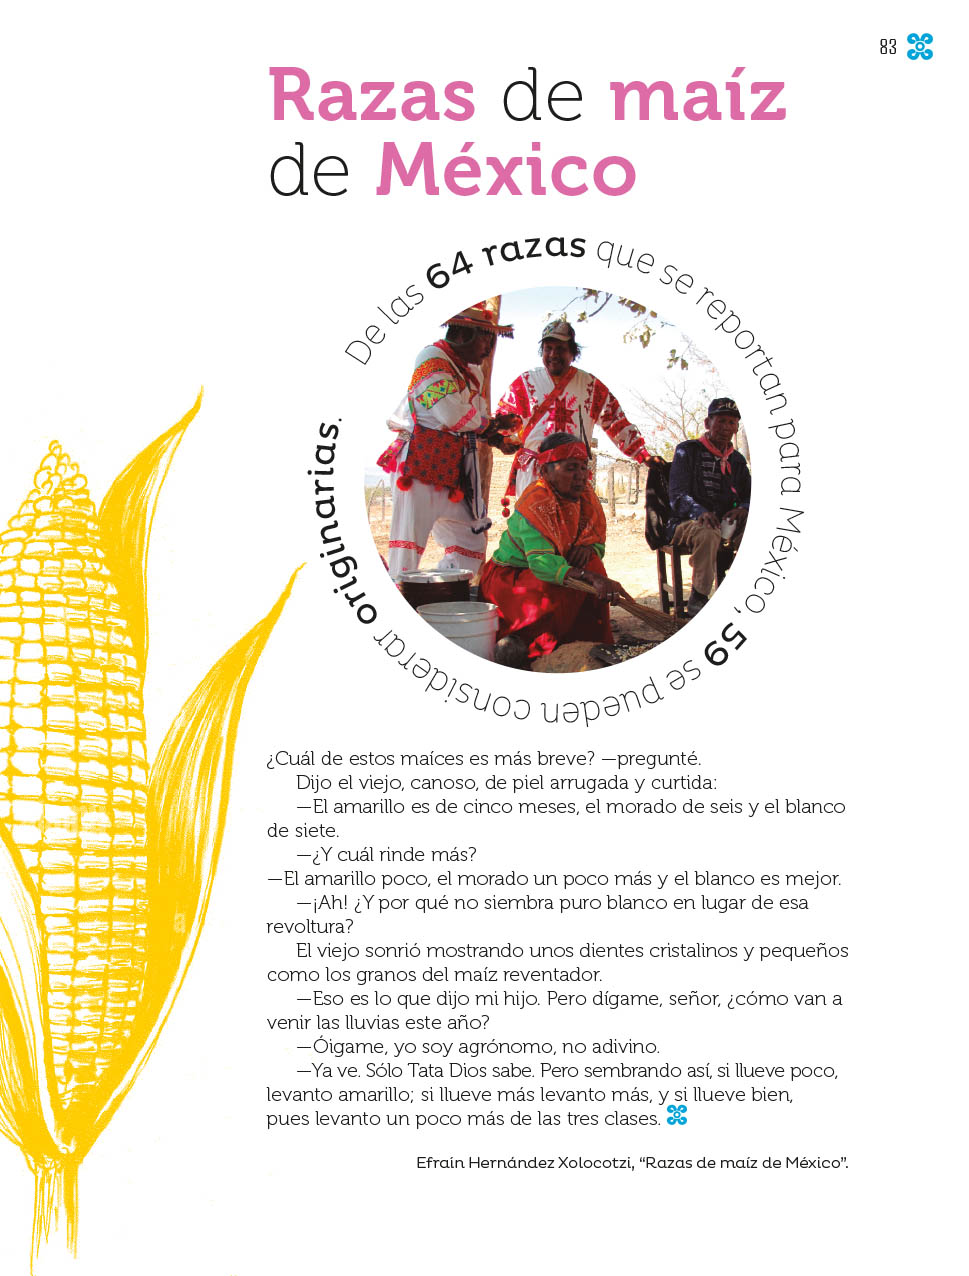 83
Razas de maíz
de México
De las 64 razas que se reportan para México, 59 se pueden considerar originarias.
¿Cuál de estos maíces es más breve? —pregunté.
Dijo el viejo, canoso, de piel arrugada y curtida:
—El amarillo es de cinco meses, el morado de seis y el blanco
de siete.
—¿Y cuál rinde más?
—El amarillo poco, el morado un poco más y el blanco es mejor.
—¡Ah! ¿Y por qué no siembra puro blanco en lugar de esa
revoltura?
El viejo sonrió mostrando unos dientes cristalinos y pequeños
como los granos del maíz reventador.
—Eso es lo que dijo mi hijo. Pero dígame, señor, ¿cómo van a
venir las lluvias este año?
—Óigame, yo soy agrónomo, no adivino.
—Ya ve. Sólo Tata Dios sabe. Pero sembrando así, si llueve poco,
levanto amarillo; si llueve más levanto más, y si llueve bien,
pues levanto un poco más de las tres clases.
Efraín Hernández Xolocotzi, “Razas de maíz de México”.